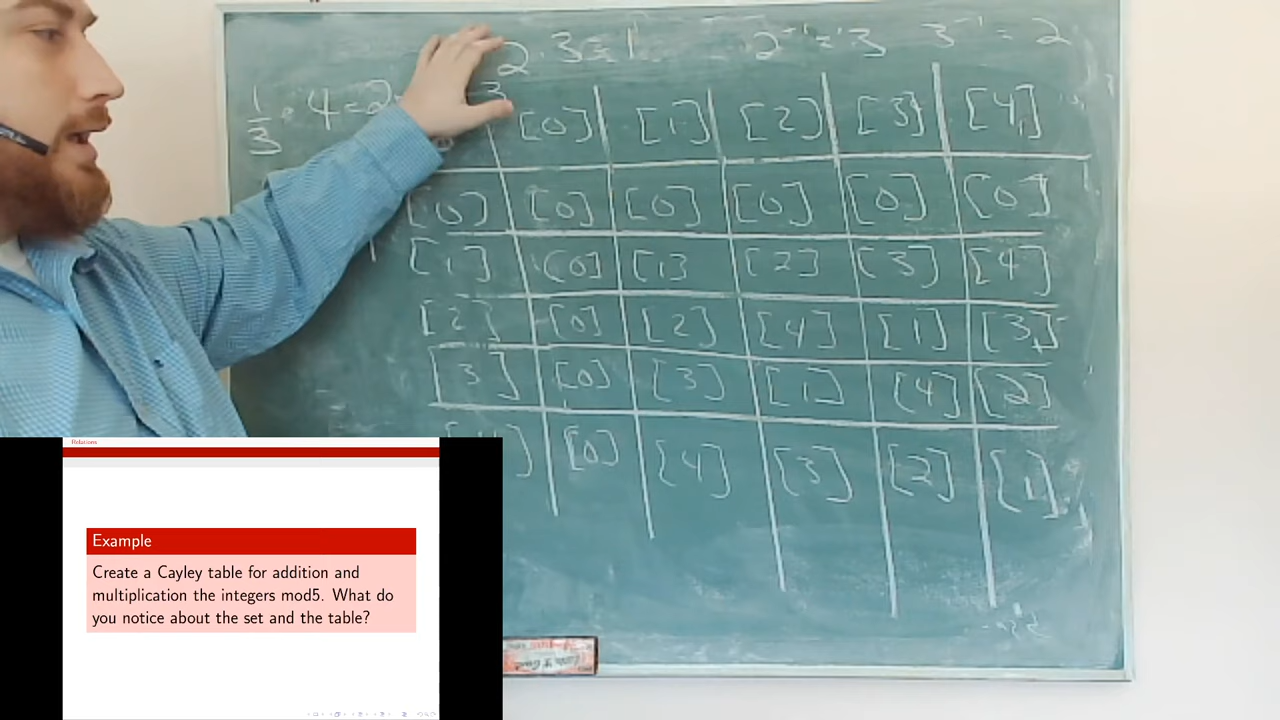 2 · 3 = 1 2⁻¹ = 3 3⁻¹ = 2
1/3 · 4 = 2
[0] [1] [2] [3] [4]
[0] [0] [0] [0] [0] [0]
[1] [0] [1] [2] [3] [4]
[2] [0] [2] [4] [1] [3]
[3] [0] [3] [1] [4] [2]
[0] [4] [3] [2] [1]
Relations
Example
Create a Cayley table for addition and
multiplication the integers mod5. What do
you notice about the set and the table?